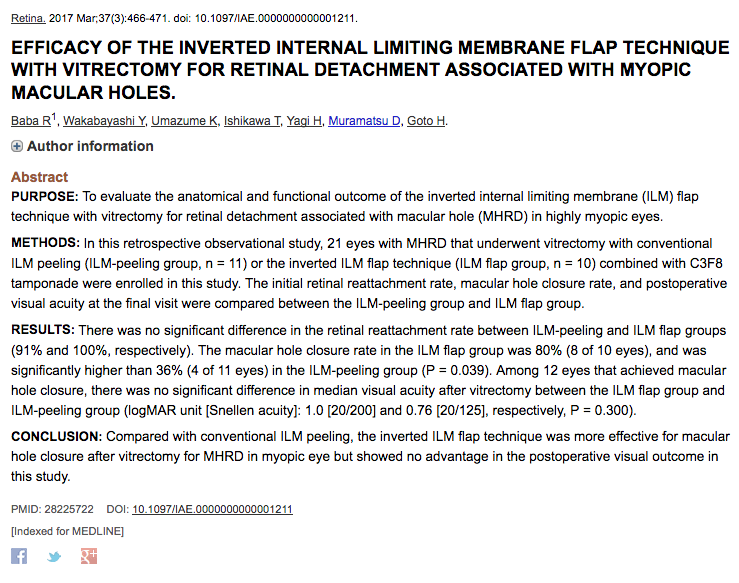 Retina. 2017 Mar;37(3):466-471. doi: 10.1097/IAE.0000000000001211.
EFFICACY OF THE INVERTED INTERNAL LIMITING MEMBRANE FLAP TECHNIQUE
WITH VITRECTOMY FOR RETINAL DETACHMENT ASSOCIATED WITH MYOPIC
MACULAR HOLES.
Baba R1, Wakabayashi Y, Umazume K, Ishikawa T, Yagi H, Muramatsu D, Goto H.
Author information
Abstract
PURPOSE: To evaluate the anatomical and functional outcome of the inverted internal limiting membrane (ILM) flap
technique with vitrectomy for retinal detachment associated with macular hole (MHRD) in highly myopic eyes.
METHODS: In this retrospective observational study, 21 eyes with MHRD that underwent vitrectomy with conventional
ILM peeling (ILM-peeling group, n = 11) or the inverted ILM flap technique (ILM flap group, n = 10) combined with C3F8
tamponade were enrolled in this study. The initial retinal reattachment rate, macular hole closure rate, and postoperative
visual acuity at the final visit were compared between the ILM-peeling group and ILM flap group.
RESULTS: There was no significant difference in the retinal reattachment rate between ILM-peeling and ILM flap groups
(91% and 100%, respectively). The macular hole closure rate in the ILM flap group was 80% (8 of 10 eyes), and was
significantly higher than 36% (4 of 11 eyes) in the ILM-peeling group (P = 0.039). Among 12 eyes that achieved macular
hole closure, there was no significant difference in median visual acuity after vitrectomy between the ILM flap group and
ILM-peeling group (logMAR unit [Snellen acuity]: 1.0 [20/200] and 0.76 [20/125], respectively, P = 0.300).
CONCLUSION: Compared with conventional ILM peeling, the inverted ILM flap technique was more effective for macular
hole closure after vitrectomy for MHRD in myopic eye but showed no advantage in the postoperative visual outcome in
this study.
PMID: 28225722 DOI: 10.1097/IAE.0000000000001211
[Indexed for MEDLINE]